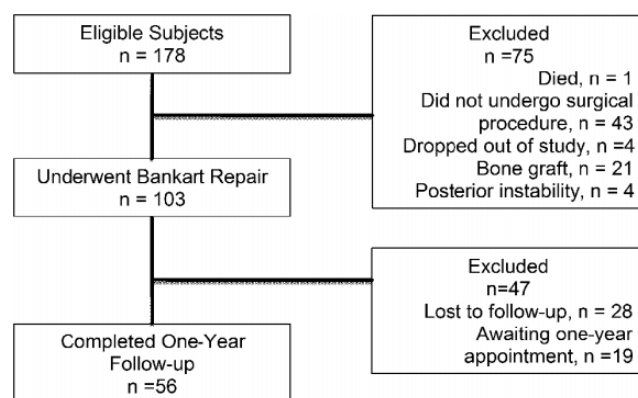 Eligible Subjects
n = 178
Excluded
n =75
Died, n = 1
Did not undergo surgical
procedure, n = 43
Dropped out of study, n =4
Bone graft, n = 21
Posterior instability, n = 4
Underwent Bankart Repair
n = 103
Excluded
n=47
Lost to follow-up, n = 28
Awaiting one-year
appointment, n =19
Completed One-Year
Follow-up
n =56